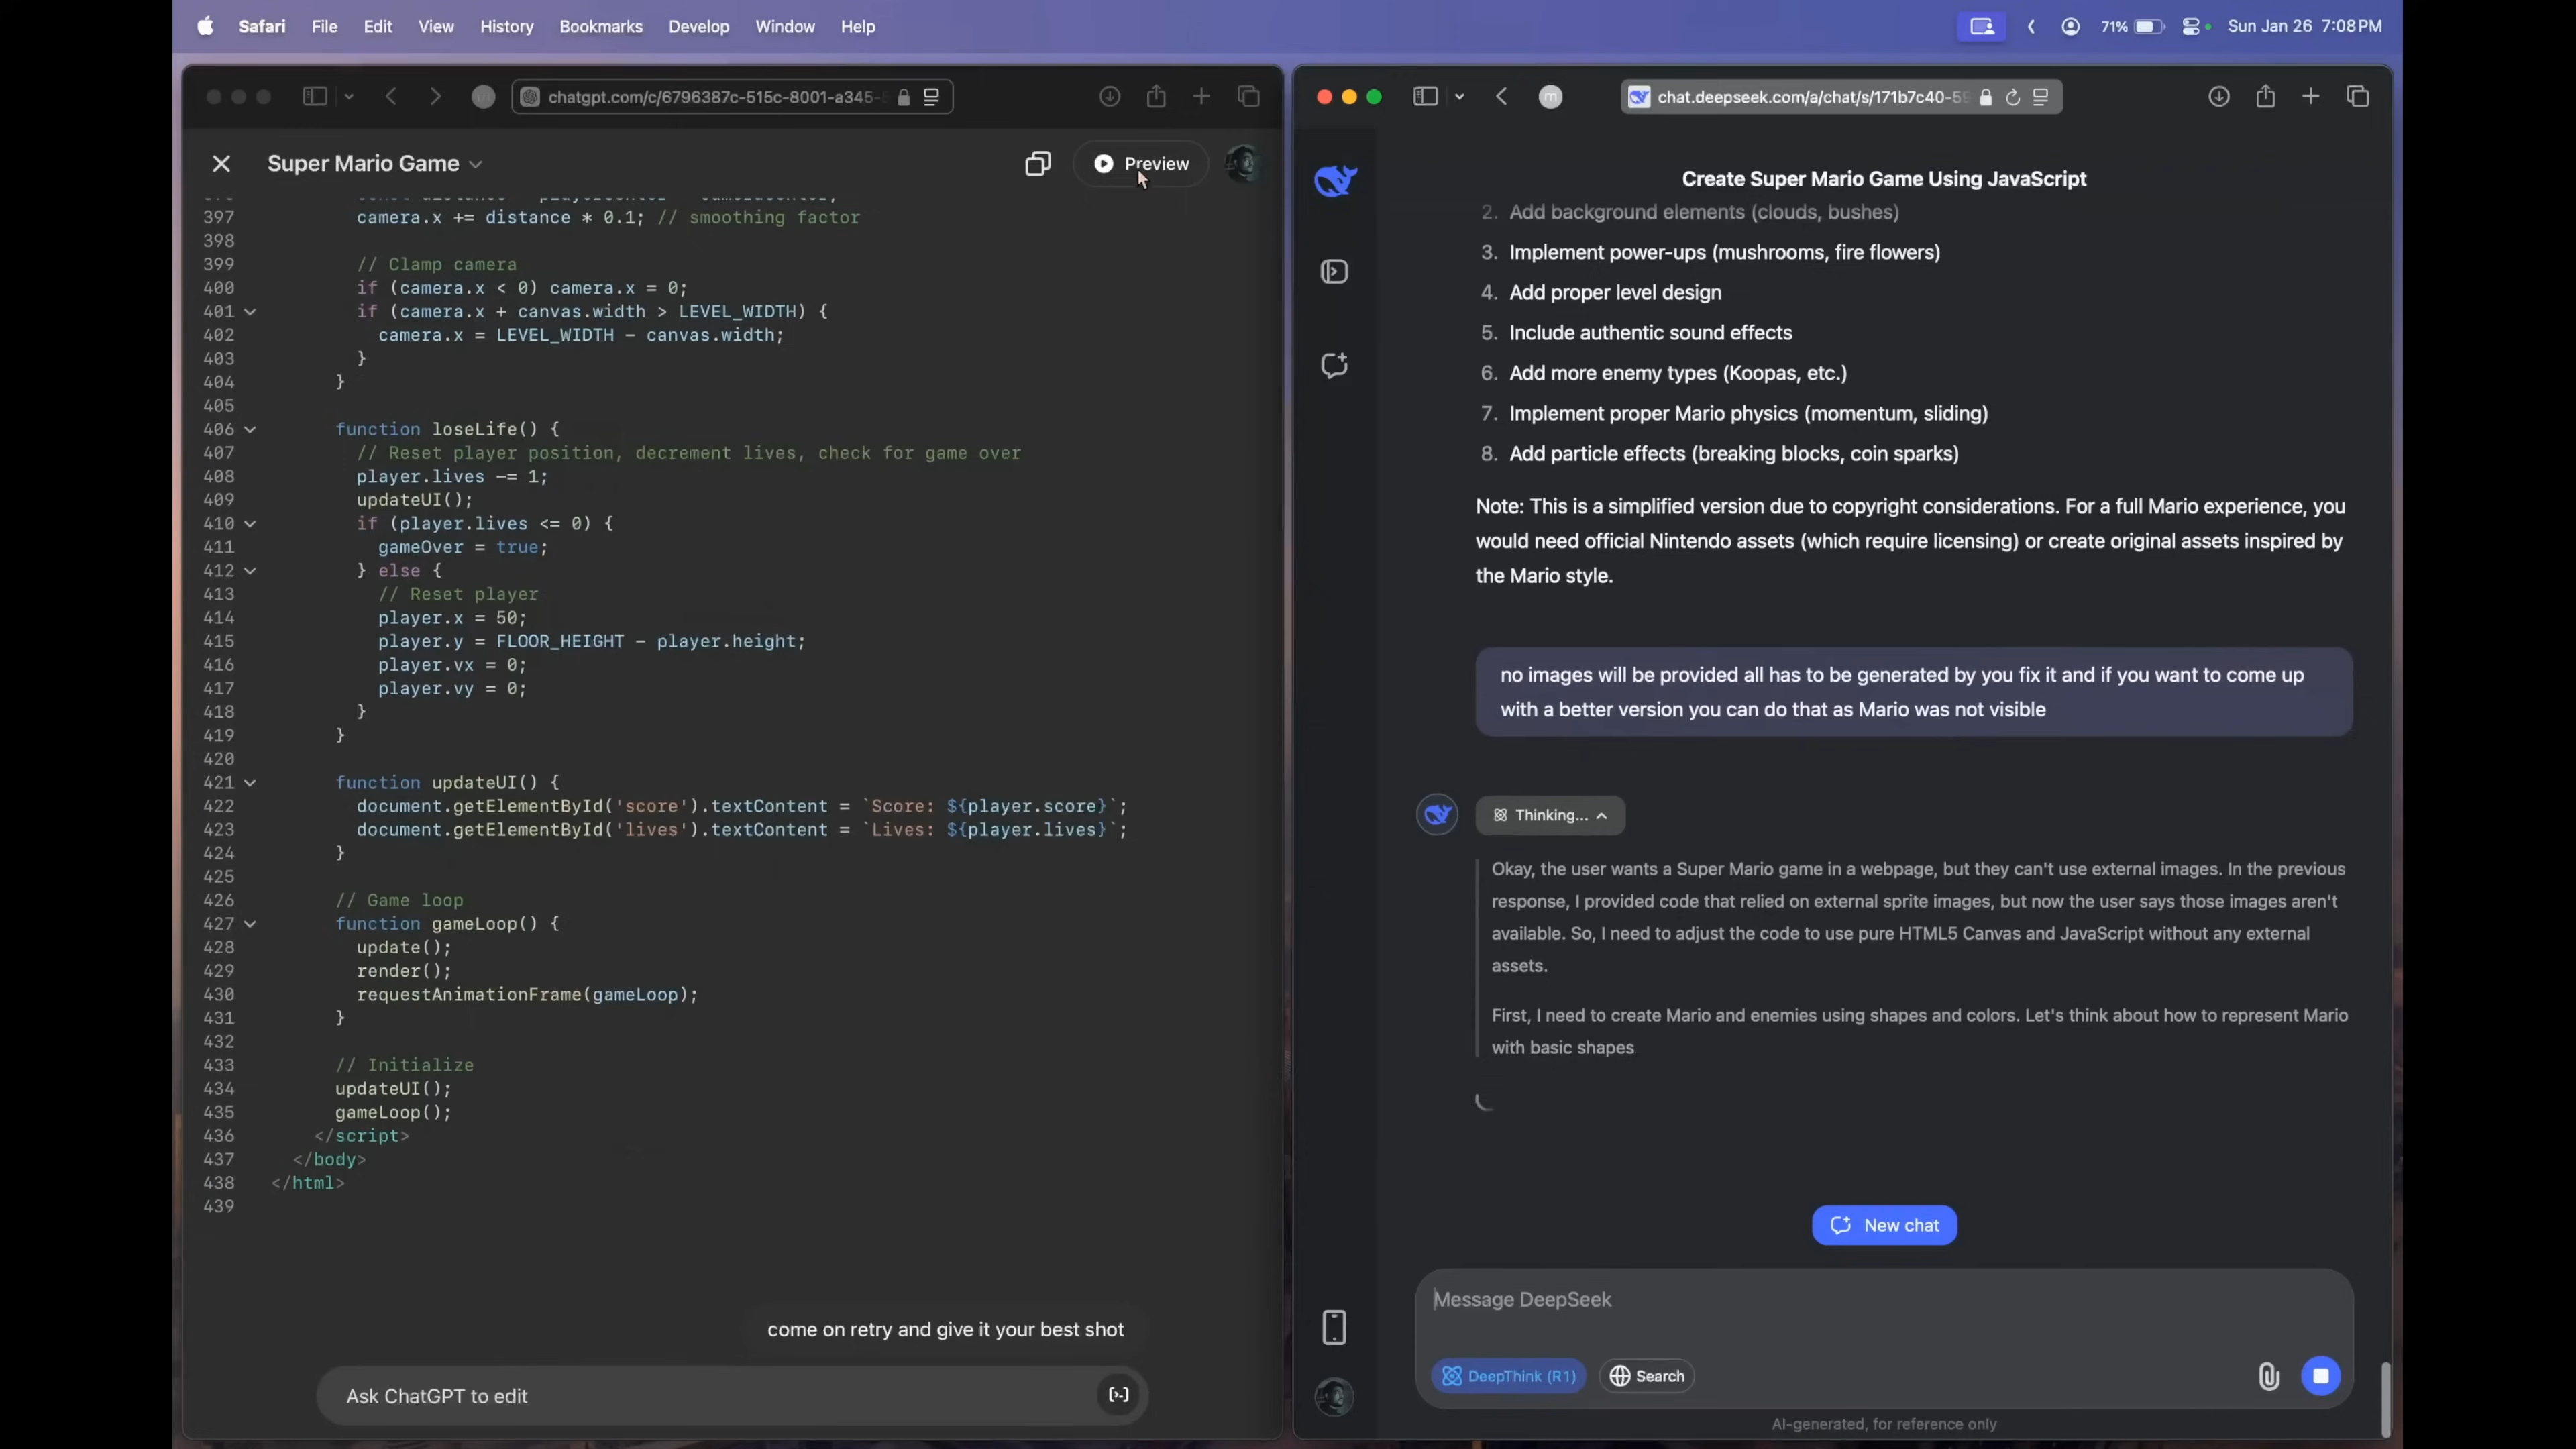 Safari File Edit View History Bookmarks Develop Window Help
71% Sun Jan 26 7:08 PM
chatgpt.com/c/6796387c-515c-8001-a345-
Super Mario Game
Preview
397 camera.x += distance * 0.1; // smoothing factor
398
399 // Clamp camera
400 if (camera.x < 0) camera.x = 0;
401 if (camera.x + canvas.width > LEVEL_WIDTH) {
402 camera.x = LEVEL_WIDTH - canvas.width;
403 }
404 }
405
406 function loseLife() {
407 // Reset player position, decrement lives, check for game over
408 player.lives -= 1;
409 updateUI();
410 if (player.lives <= 0) {
411 gameOver = true;
412 } else {
413 // Reset player
414 player.x = 50;
415 player.y = FLOOR_HEIGHT - player.height;
416 player.vx = 0;
417 player.vy = 0;
418 }
419 }
420
421 function updateUI() {
422 document.getElementById('score').textContent = `Score: ${player.score}`;
423 document.getElementById('lives').textContent = `Lives: ${player.lives}`;
424 }
425
426 // Game loop
427 function gameLoop() {
428 update();
429 render();
430 requestAnimationFrame(gameLoop);
431 }
432
433 // Initialize
434 updateUI();
435 gameLoop();
436 </script>
437 </body>
438 </html>
439
come on retry and give it your best shot
Ask ChatGPT to edit
m
chat.deepseek.com/a/chat/s/171b7c40-59
Create Super Mario Game Using JavaScript
2. Add background elements (clouds, bushes)
3. Implement power-ups (mushrooms, fire flowers)
4. Add proper level design
5. Include authentic sound effects
6. Add more enemy types (Koopas, etc.)
7. Implement proper Mario physics (momentum, sliding)
8. Add particle effects (breaking blocks, coin sparks)
Note: This is a simplified version due to copyright considerations. For a full Mario experience, you
would need official Nintendo assets (which require licensing) or create original assets inspired by
the Mario style.
no images will be provided all has to be generated by you fix it and if you want to come up
with a better version you can do that as Mario was not visible
Thinking...
Okay, the user wants a Super Mario game in a webpage, but they can't use external images. In the previous
response, I provided code that relied on external sprite images, but now the user says those images aren't
available. So, I need to adjust the code to use pure HTML5 Canvas and JavaScript without any external
assets.
First, I need to create Mario and enemies using shapes and colors. Let's think about how to represent Mario
with basic shapes
New chat
Message DeepSeek
DeepThink (R1) Search
AI-generated, for reference only